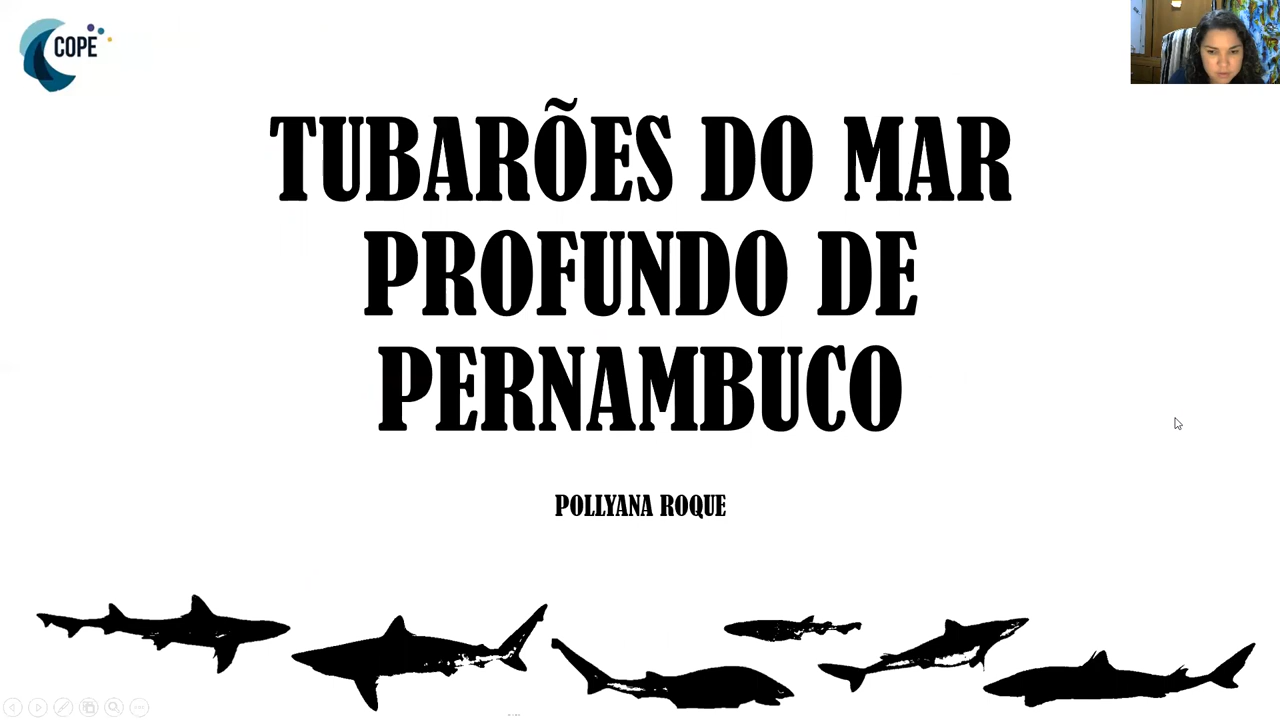 COPE
TUBARÕES DO MAR
PROFUNDO DE
PERNAMBUCO
POLLYANA ROQUE